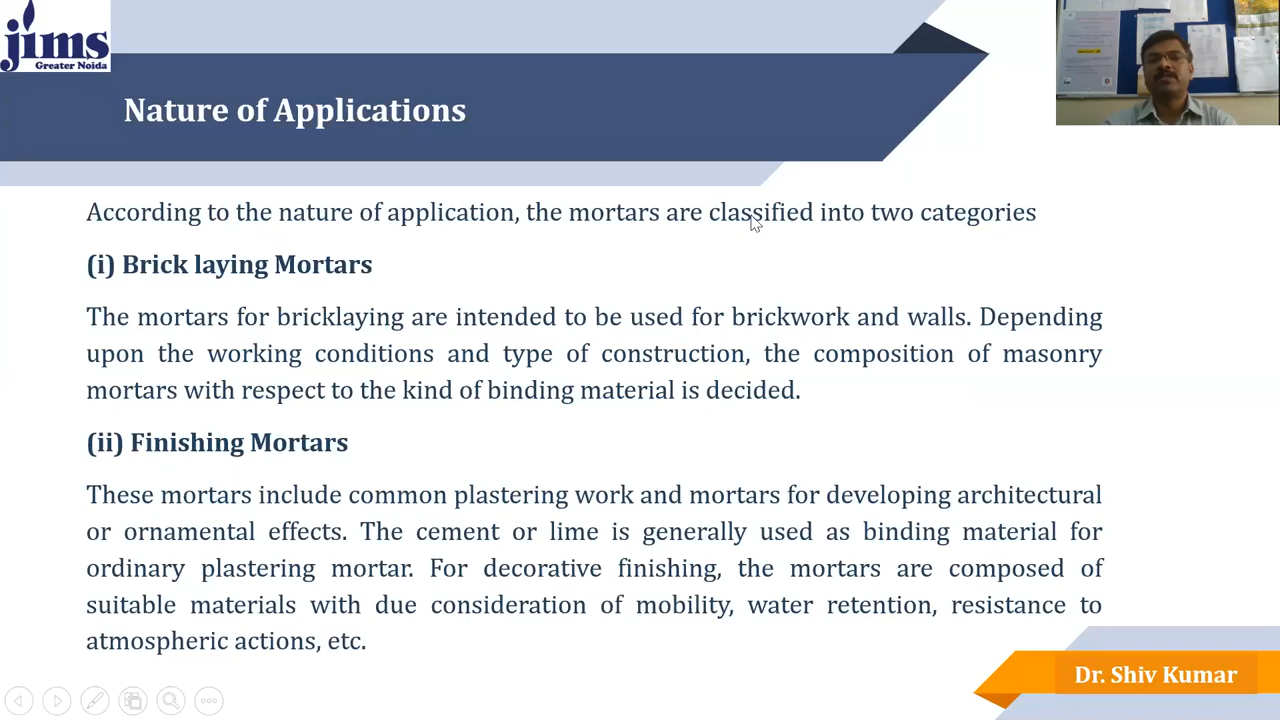 jims
Greater Noida
Nature of Applications
According to the nature of application, the mortars are classified into two categories
(i) Brick laying Mortars
The mortars for bricklaying are intended to be used for brickwork and walls. Depending
upon the working conditions and type of construction, the composition of masonry
mortars with respect to the kind of binding material is decided.
(ii) Finishing Mortars
These mortars include common plastering work and mortars for developing architectural
or ornamental effects. The cement or lime is generally used as binding material for
ordinary plastering mortar. For decorative finishing, the mortars are composed of
suitable materials with due consideration of mobility, water retention, resistance to
atmospheric actions, etc.
Dr. Shiv Kumar